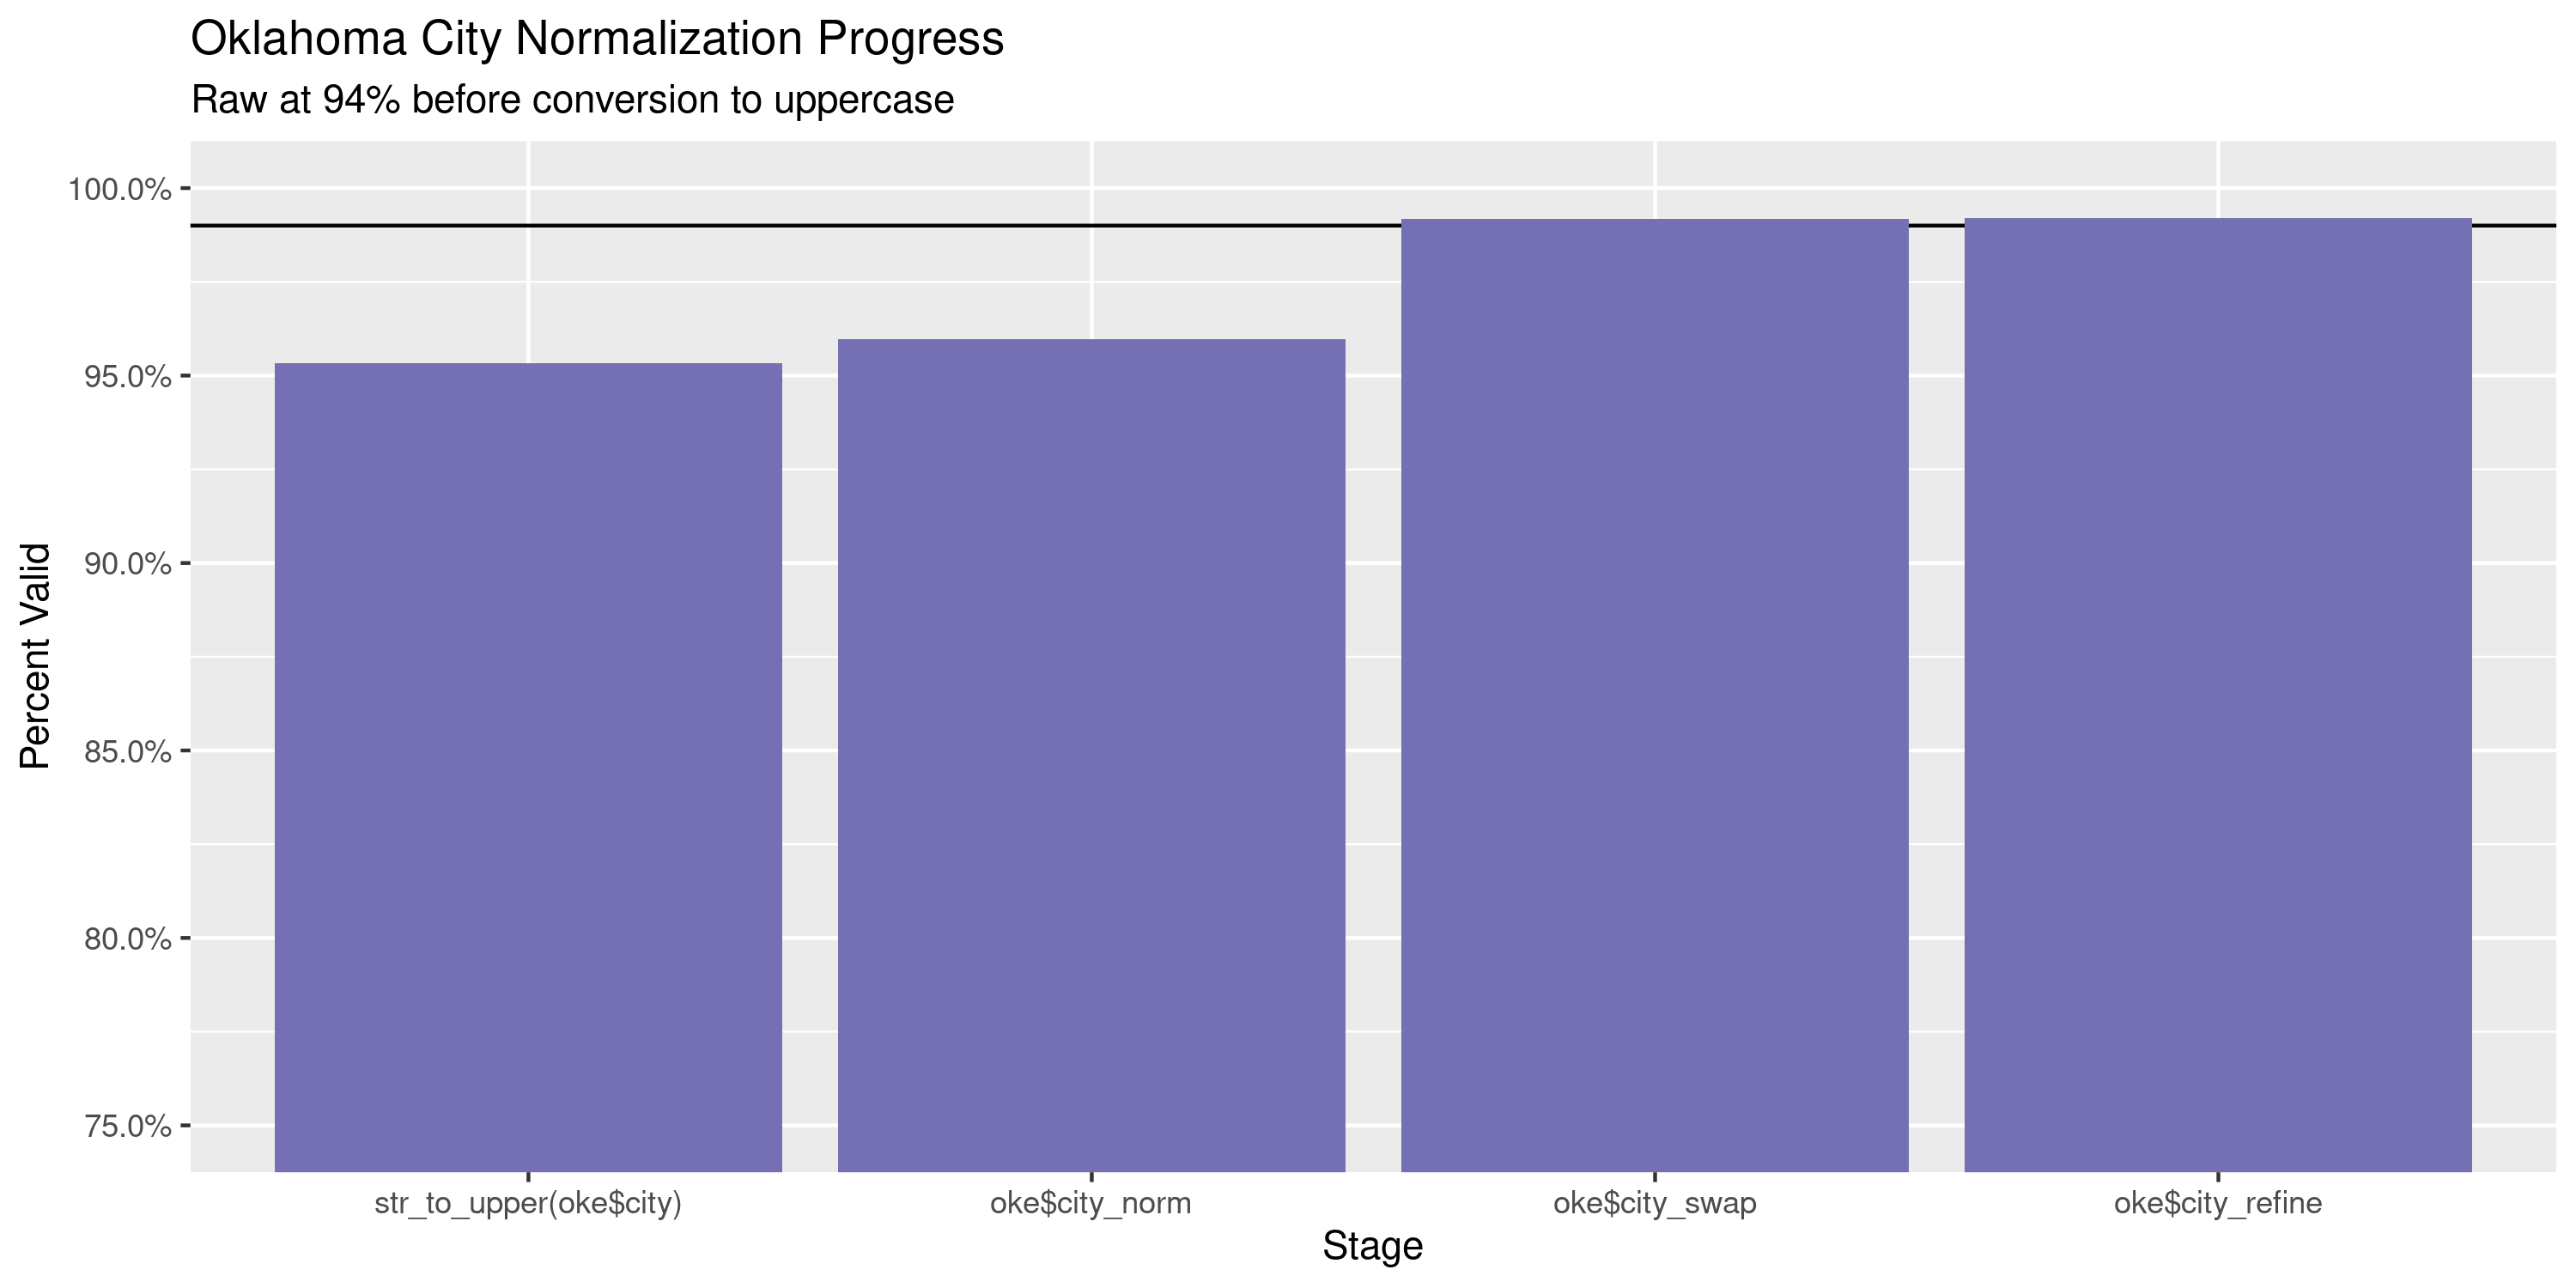 Oklahoma City Normalization Progress
Raw at 94% before conversion to uppercase
Percent Valid
100.0%
95.0%
90.0%
85.0%
80.0%
75.0%
str_to_upper(oke$city)
oke$city_norm
oke$city_swap
oke$city_refine
Stage